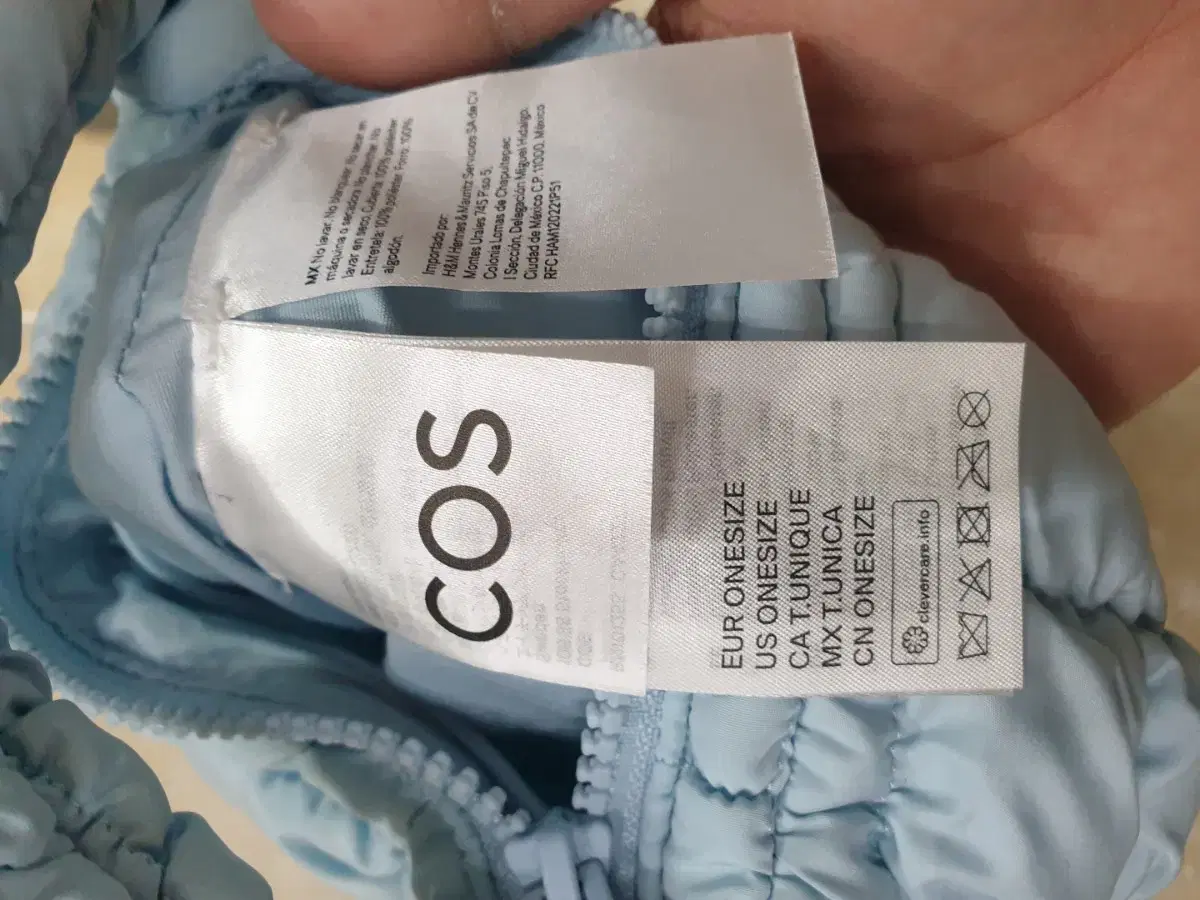 MX No lavar. No blanquear. No secar en
máquina o secadora. No planchar. No
lavar en seco. Cubierta: 100% poliéster
Entretela: 100% poliéster Forro: 100%
algodón.
Importado por:
H&M Hennes & Mauritz Servicios SA de CV
Montes Urales 745 Piso 5,
Colonia Lomas de Chapultepec
I Sección, Delegación Miguel Hidalgo,
Ciudad de México C.P. 11000. México
RFC HAM120221P51
COS
EUR ONESIZE
US ONESIZE
CA T.UNIQUE
MX T.UNICA
CN ONESIZE
clevercare.info